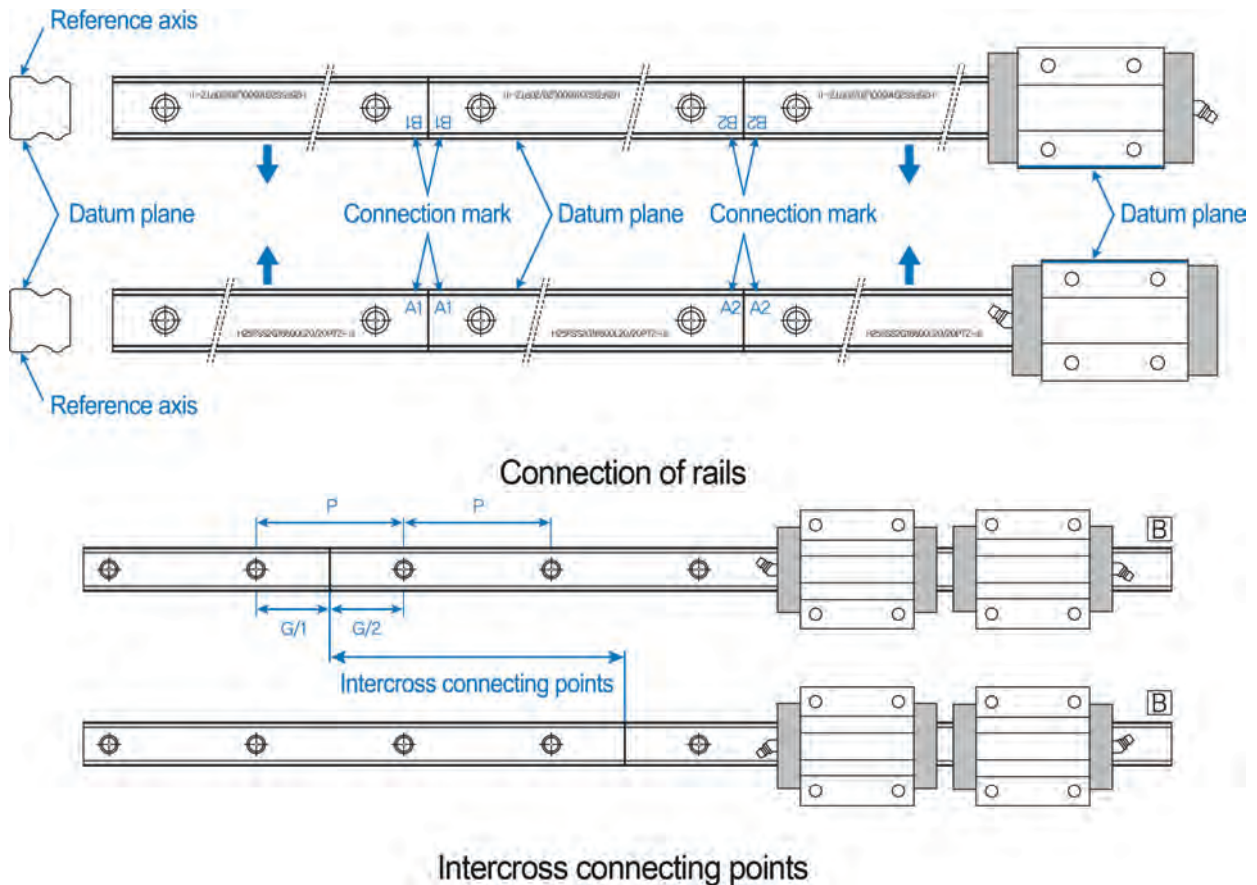 Reference axis
B1 B1 B2 B2
Datum plane Connection mark Datum plane Connection mark Datum plane
A1 A1 A2 A2
Reference axis
Connection of rails
P P
B
G/1 G/2
Intercross connecting points
B
Intercross connecting points